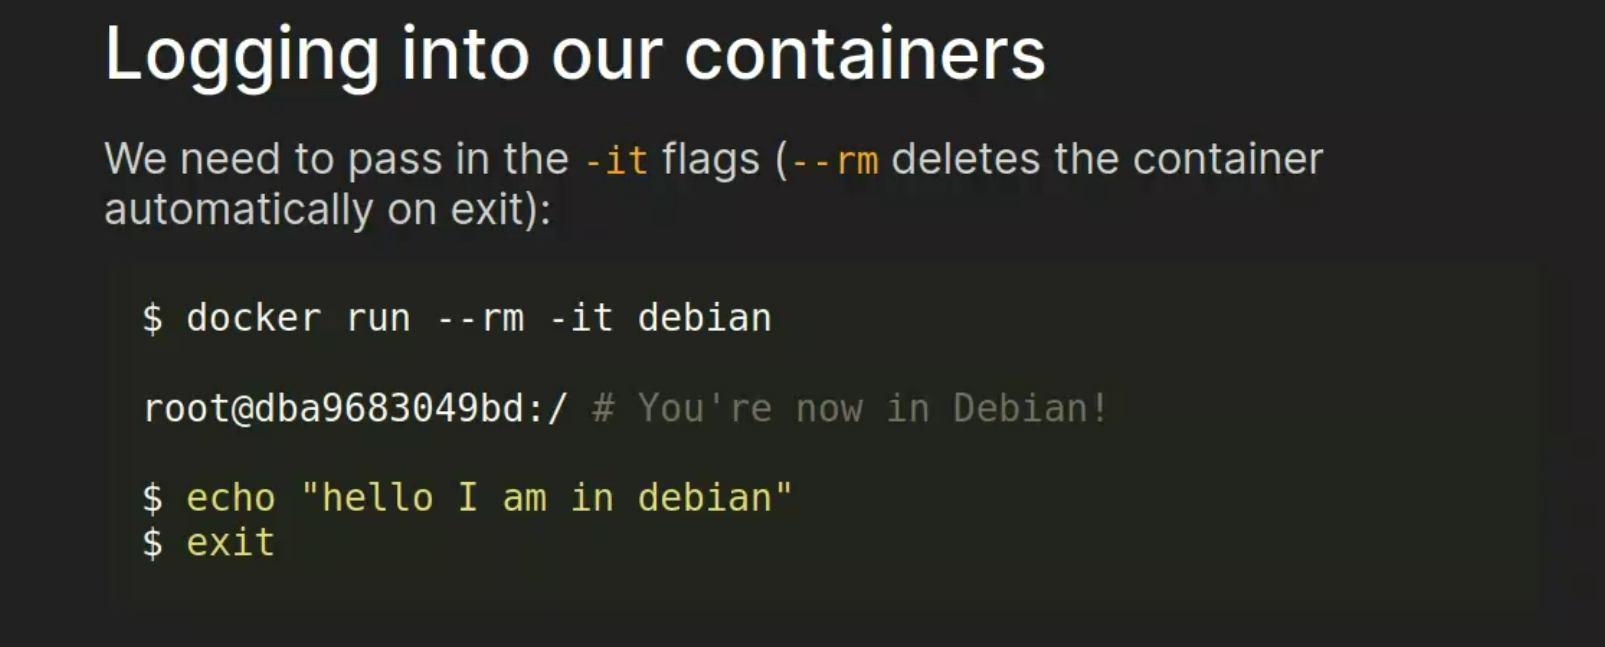 Logging into our containers
We need to pass in the -it flags (--rm deletes the container
automatically on exit):
$ docker run --rm -it debian
root@dba9683049bd:/ # You're now in Debian!
$ echo "hello I am in debian"
$ exit